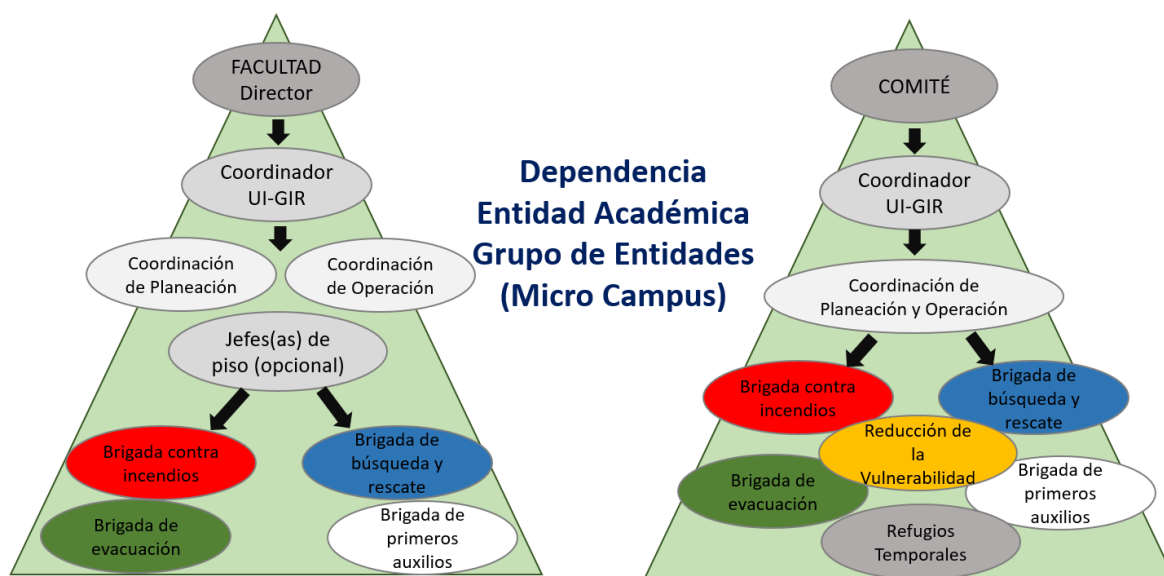 FACULTAD
Director
Coordinador
UI-GIR
Coordinación
de Planeación
Coordinación
de Operación
Jefes(as) de
piso (opcional)
Brigada contra
incendios
Brigada de
búsqueda y
rescate
Brigada de
evacuación
Brigada de
primeros
auxilios
Dependencia
Entidad Académica
Grupo de Entidades
(Micro Campus)
COMITÉ
Coordinador
UI-GIR
Coordinación de
Planeación y Operación
Brigada contra
incendios
Brigada de
búsqueda y
rescate
Reducción de
la
Vulnerabilidad
Brigada de
evacuación
Brigada de
primeros
auxilios
Refugios
Temporales